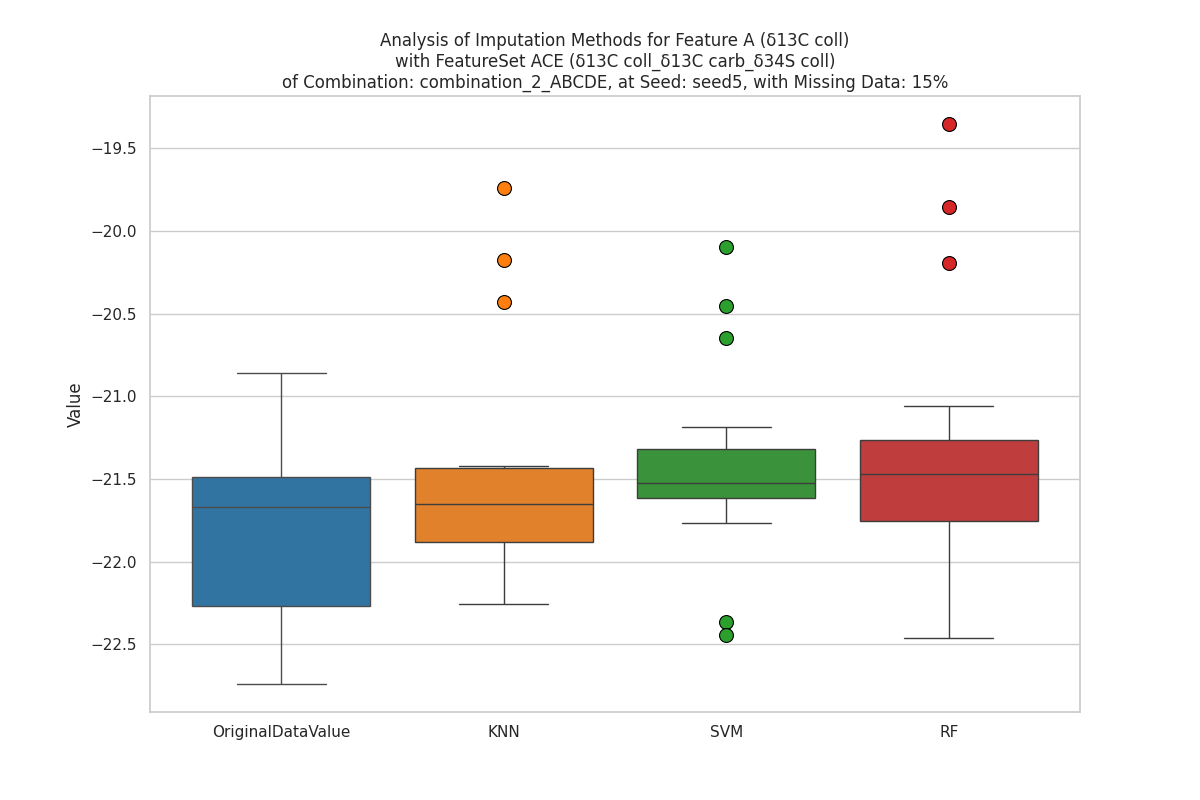 Analysis of Imputation Methods for Feature A (δ13C coll)
with FeatureSet ACE (δ13C coll_δ13C carb_δ34S coll)
of Combination: combination_2_ABCDE, at Seed: seed5, with Missing Data: 15%
Value
−19.5
−20.0
−20.5
−21.0
−21.5
−22.0
−22.5
OriginalDataValue
KNN
SVM
RF